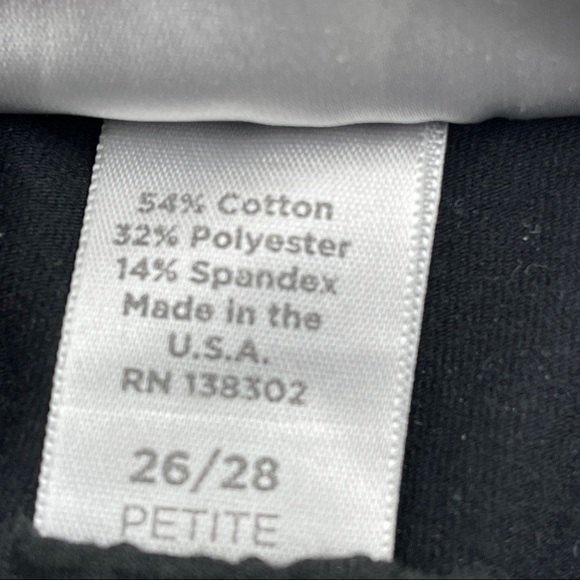 54% Cotton
32% Polyester
14% Spandex
Made in the
U.S.A.
RN 138302
26/28
PETITE